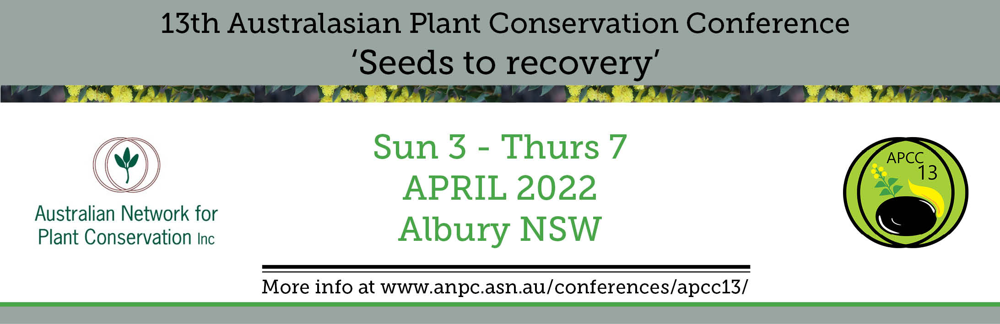 13th Australasian Plant Conservation Conference
‘Seeds to recovery’
Sun 3 - Thurs 7
APRIL 2022
Albury NSW
Australian Network for
Plant Conservation Inc
APCC
13
More info at www.anpc.asn.au/conferences/apcc13/